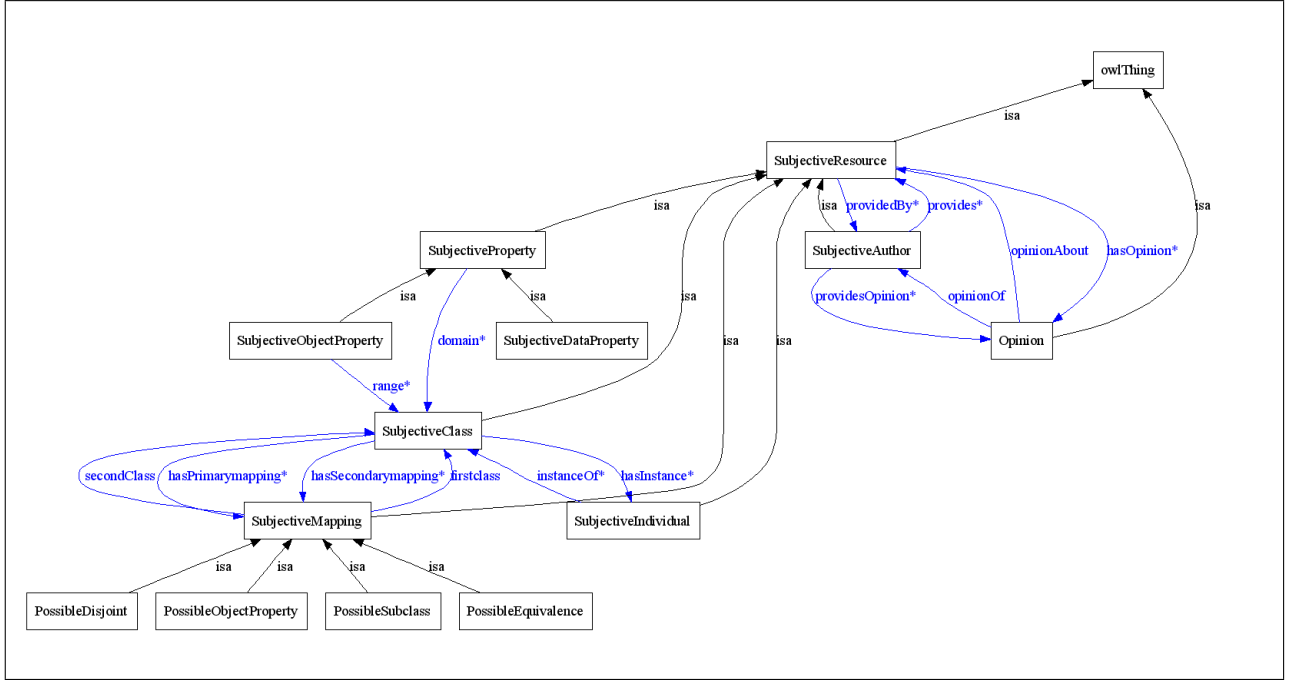 owlThing
isa
SubjectiveResource
isa
providedBy*
isa
provides*
isa
SubjectiveProperty
SubjectiveAuthor
opinionAbout
hasOpinion*
isa
isa
isa
providesOpinion*
opinionOf
SubjectiveObjectProperty
domain*
SubjectiveDataProperty
isa
isa
Opinion
range*
SubjectiveClass
secondClass
hasPrimarymapping*
hasSecondarymapping*
firstclass
instanceOf*
hasInstance*
SubjectiveMapping
SubjectiveIndividual
isa
isa
isa
isa
PossibleDisjoint
PossibleObjectProperty
PossibleSubclass
PossibleEquivalence